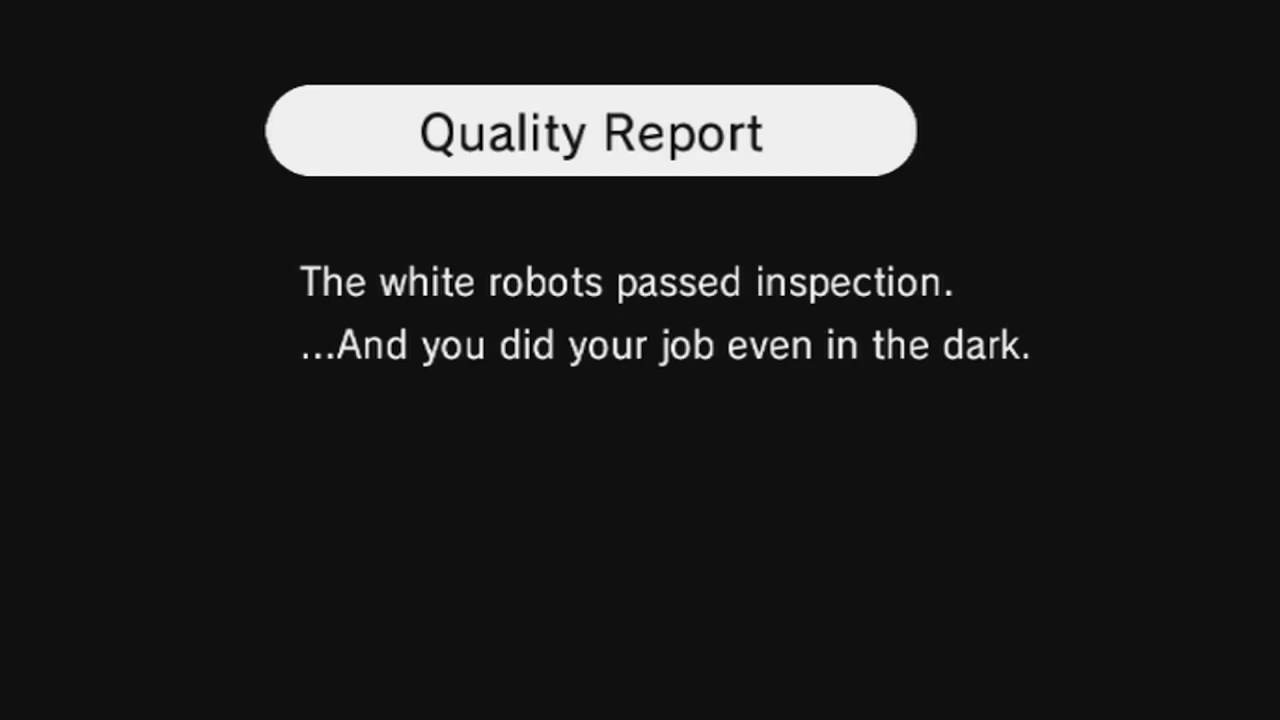 Quality Report
The white robots passed inspection.
...And you did your job even in the dark.